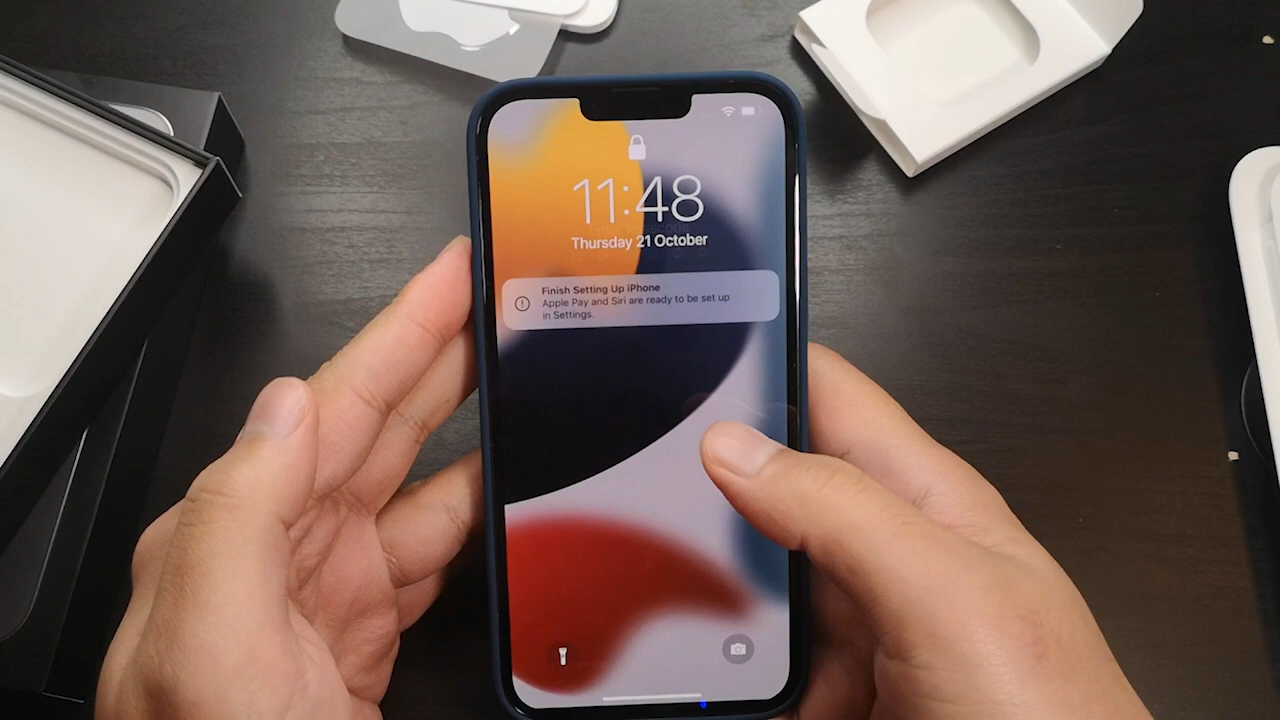 11:48
Thursday 21 October
Finish Setting Up iPhone
Apple Pay and Siri are ready to be set up
in Settings.